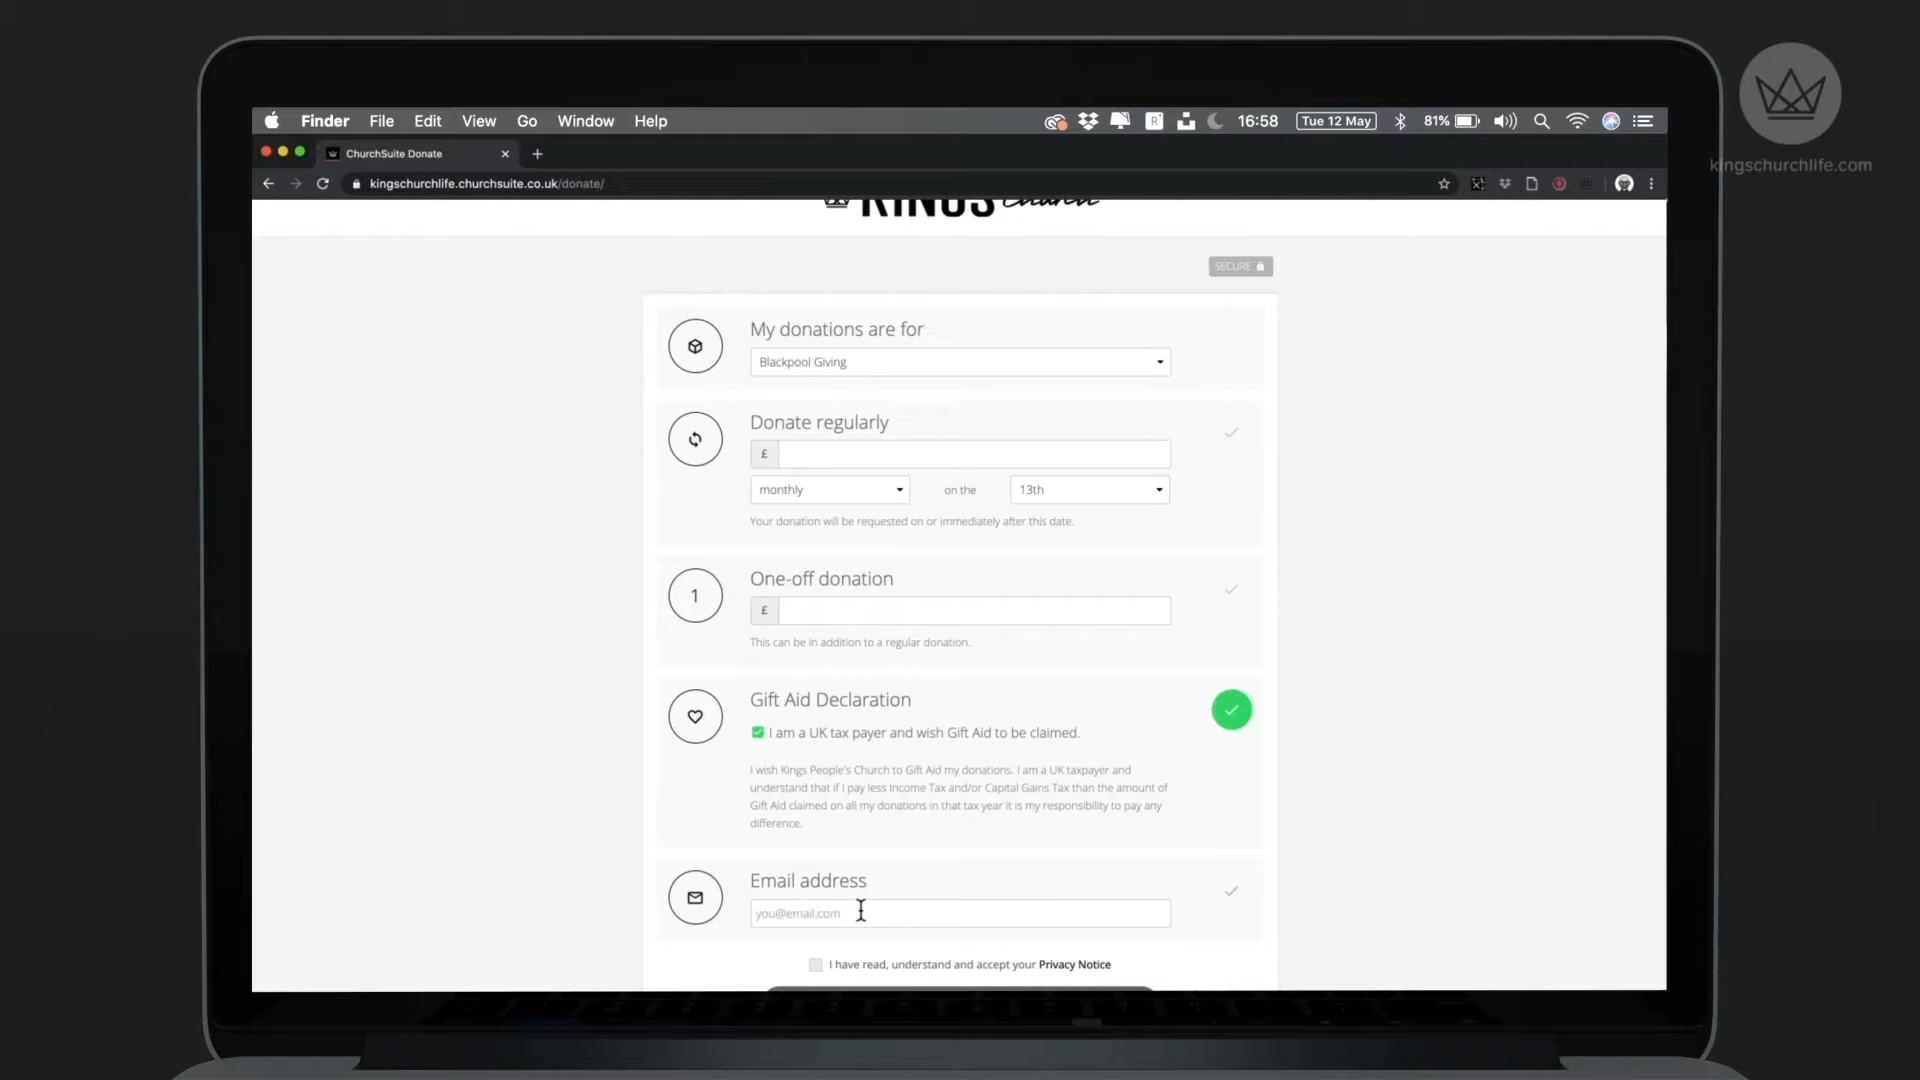 Finder File Edit View Go Window Help 16:58 Tue 12 May 81%
ChurchSuite Donate
kingschurchlife.churchsuite.co.uk/donate/
kingschurchlife.com
KINGS Church
SECURE
My donations are for
Blackpool Giving
Donate regularly
£
monthly on the 13th
Your donation will be requested on or immediately after this date.
1 One-off donation
£
This can be in addition to a regular donation.
Gift Aid Declaration
I am a UK tax payer and wish Gift Aid to be claimed.
I wish Kings People's Church to Gift Aid my donations. I am a UK taxpayer and
understand that if I pay less Income Tax and/or Capital Gains Tax than the amount of
Gift Aid claimed on all my donations in that tax year it is my responsibility to pay any
difference.
Email address
you@email.com
I have read, understand and accept your Privacy Notice